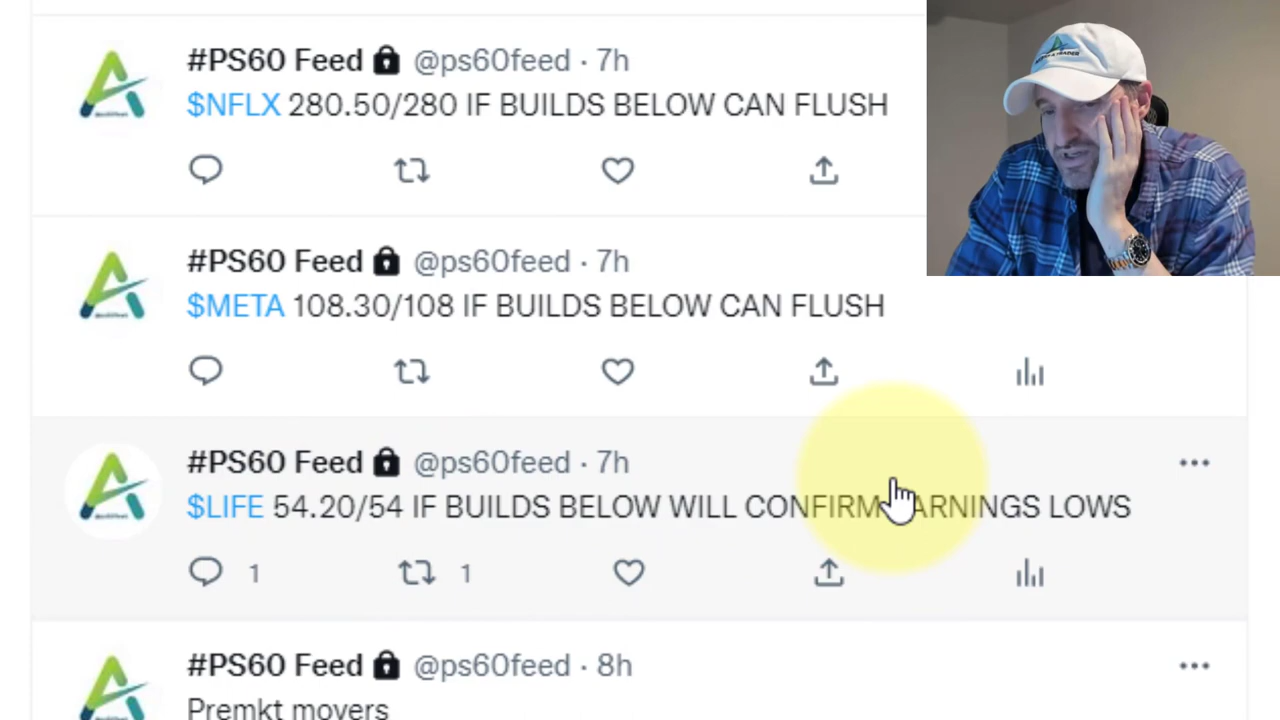 #PS60 Feed @ps60feed · 7h
$NFLX 280.50/280 IF BUILDS BELOW CAN FLUSH
#PS60 Feed @ps60feed · 7h
$META 108.30/108 IF BUILDS BELOW CAN FLUSH
#PS60 Feed @ps60feed · 7h
$LIFE 54.20/54 IF BUILDS BELOW WILL CONFIRM EARNINGS LOWS
1 1
#PS60 Feed @ps60feed · 8h
Premkt movers